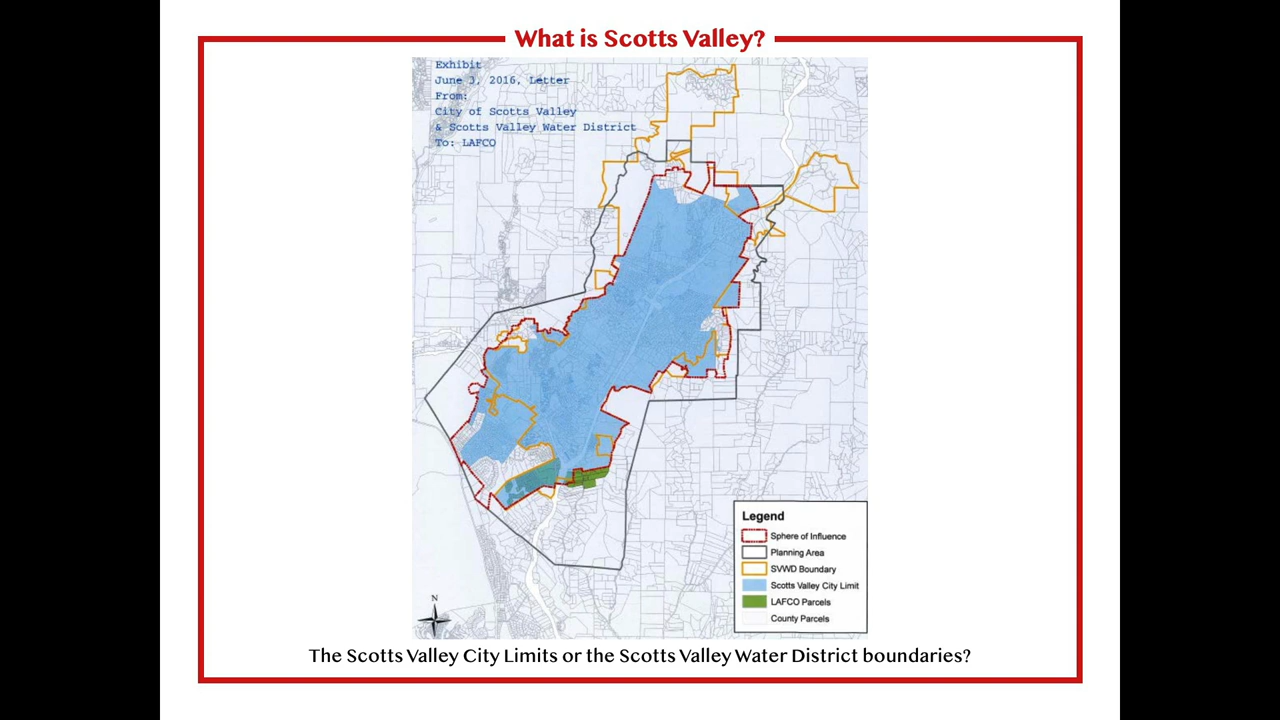 What is Scotts Valley?
Exhibit
June 3, 2016, Letter
From:
City of Scotts Valley
& Scotts Valley Water District
To: LAFCO
N
Legend
Sphere of Influence
Planning Area
SVWD Boundary
Scotts Valley City Limit
LAFCO Parcels
County Parcels
The Scotts Valley City Limits or the Scotts Valley Water District boundaries?